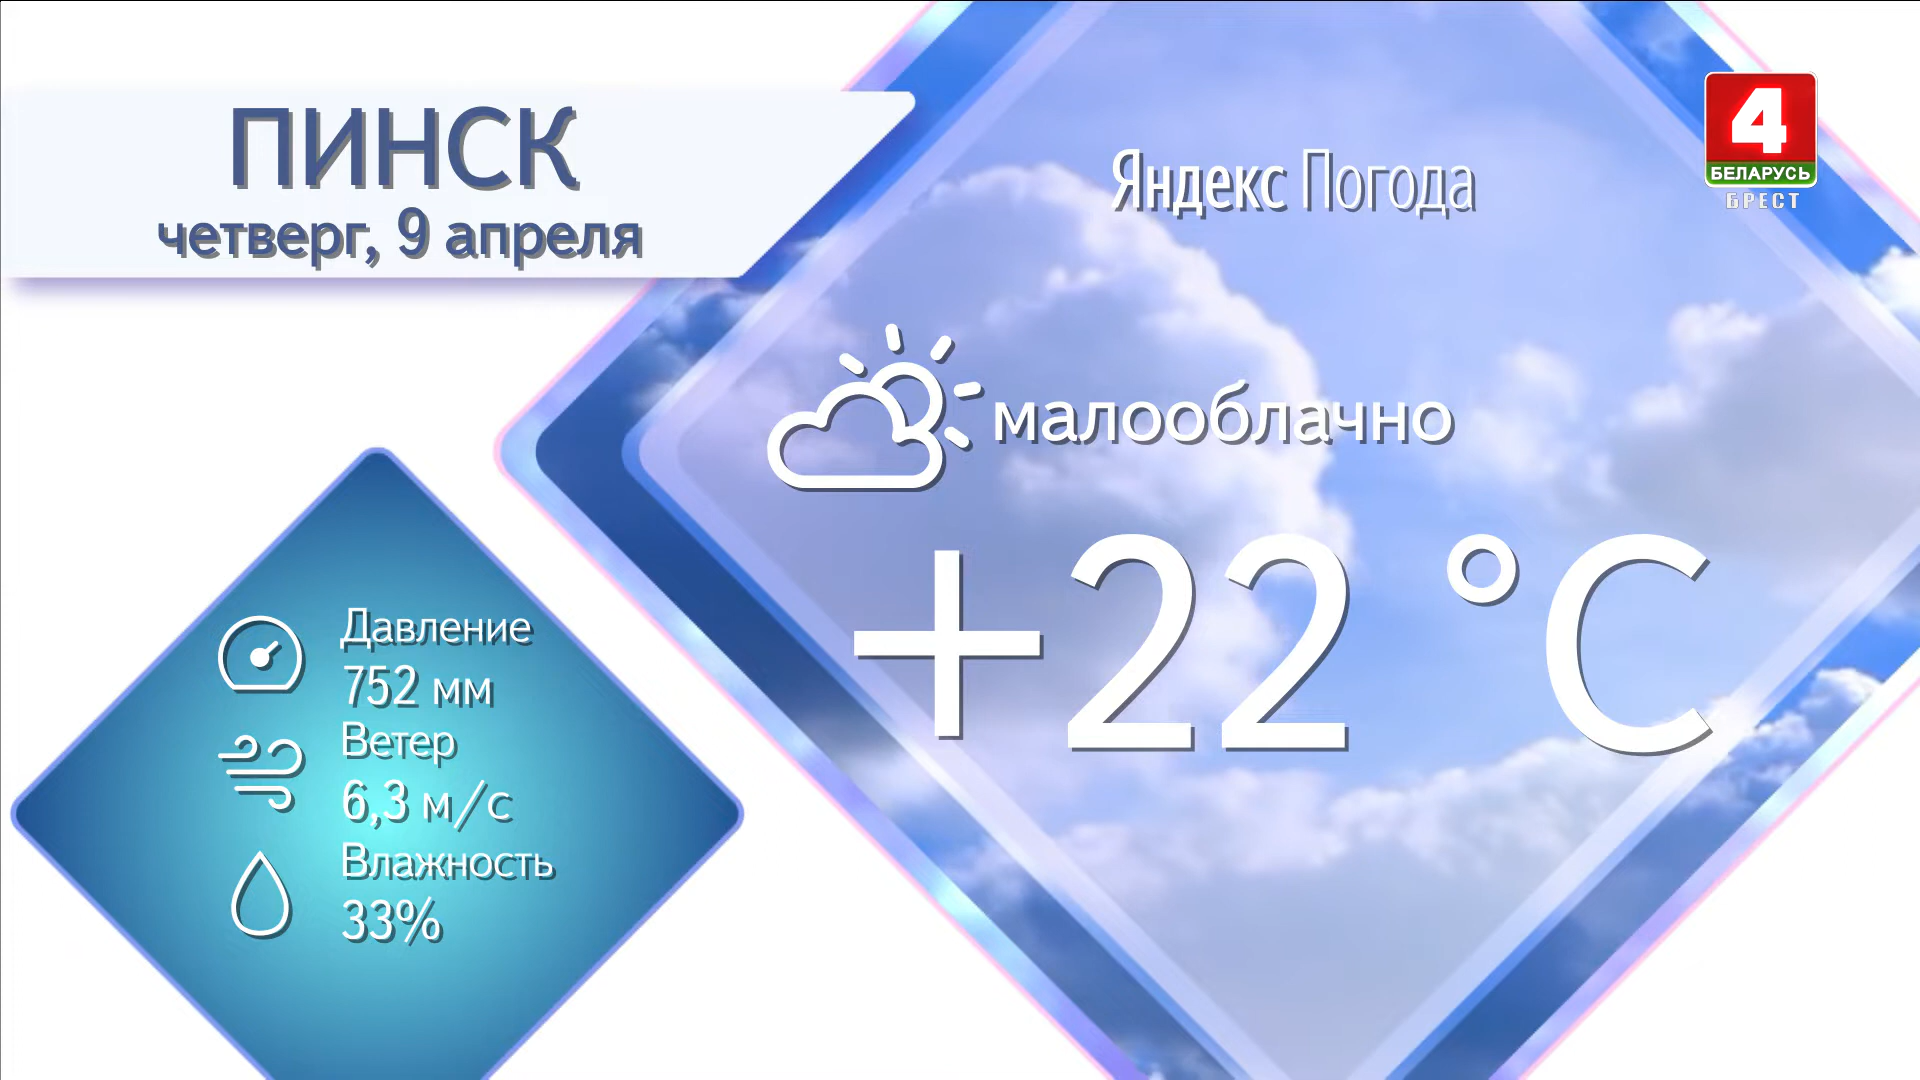 ПИНСК
четверг, 9 апреля
Яндекс Погода
4
БЕЛАРУСЬ
БРЕСТ
малооблачно
+22 °C
Давление
752 мм
Ветер
6,3 м/с
Влажность
33%